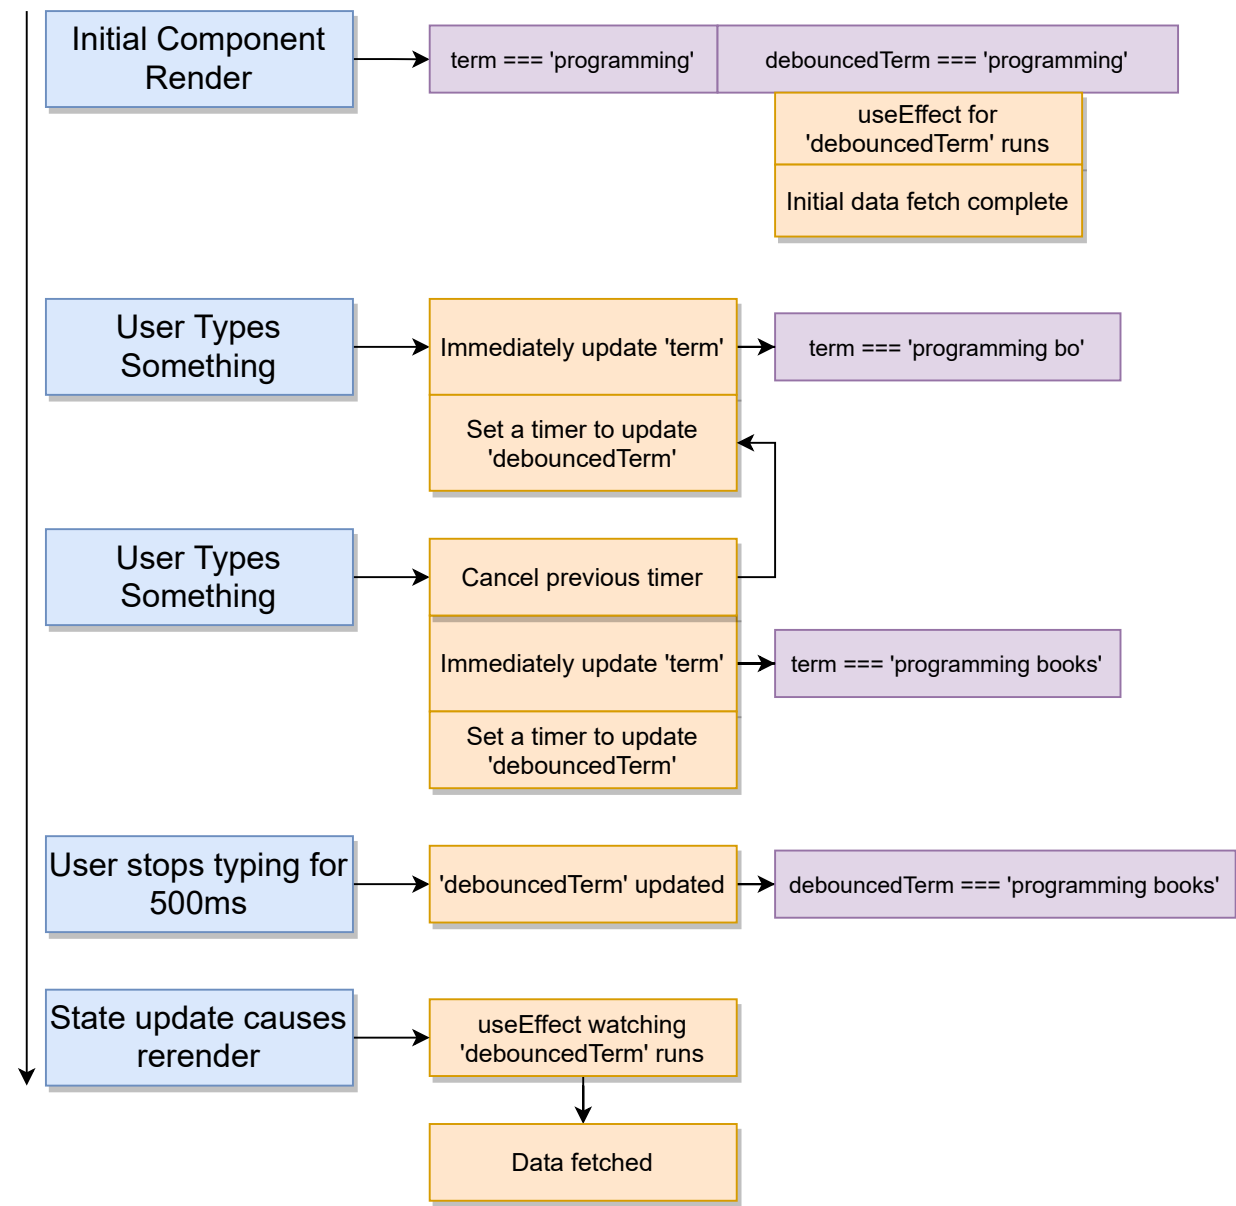 Initial Component
Render
term === 'programming'
debouncedTerm === 'programming'
useEffect for
'debouncedTerm' runs
Initial data fetch complete
User Types
Something
Immediately update 'term'
term === 'programming bo'
Set a timer to update
'debouncedTerm'
User Types
Something
Cancel previous timer
Immediately update 'term'
term === 'programming books'
Set a timer to update
'debouncedTerm'
User stops typing for
500ms
'debouncedTerm' updated
debouncedTerm === 'programming books'
State update causes
rerender
useEffect watching
'debouncedTerm' runs
Data fetched